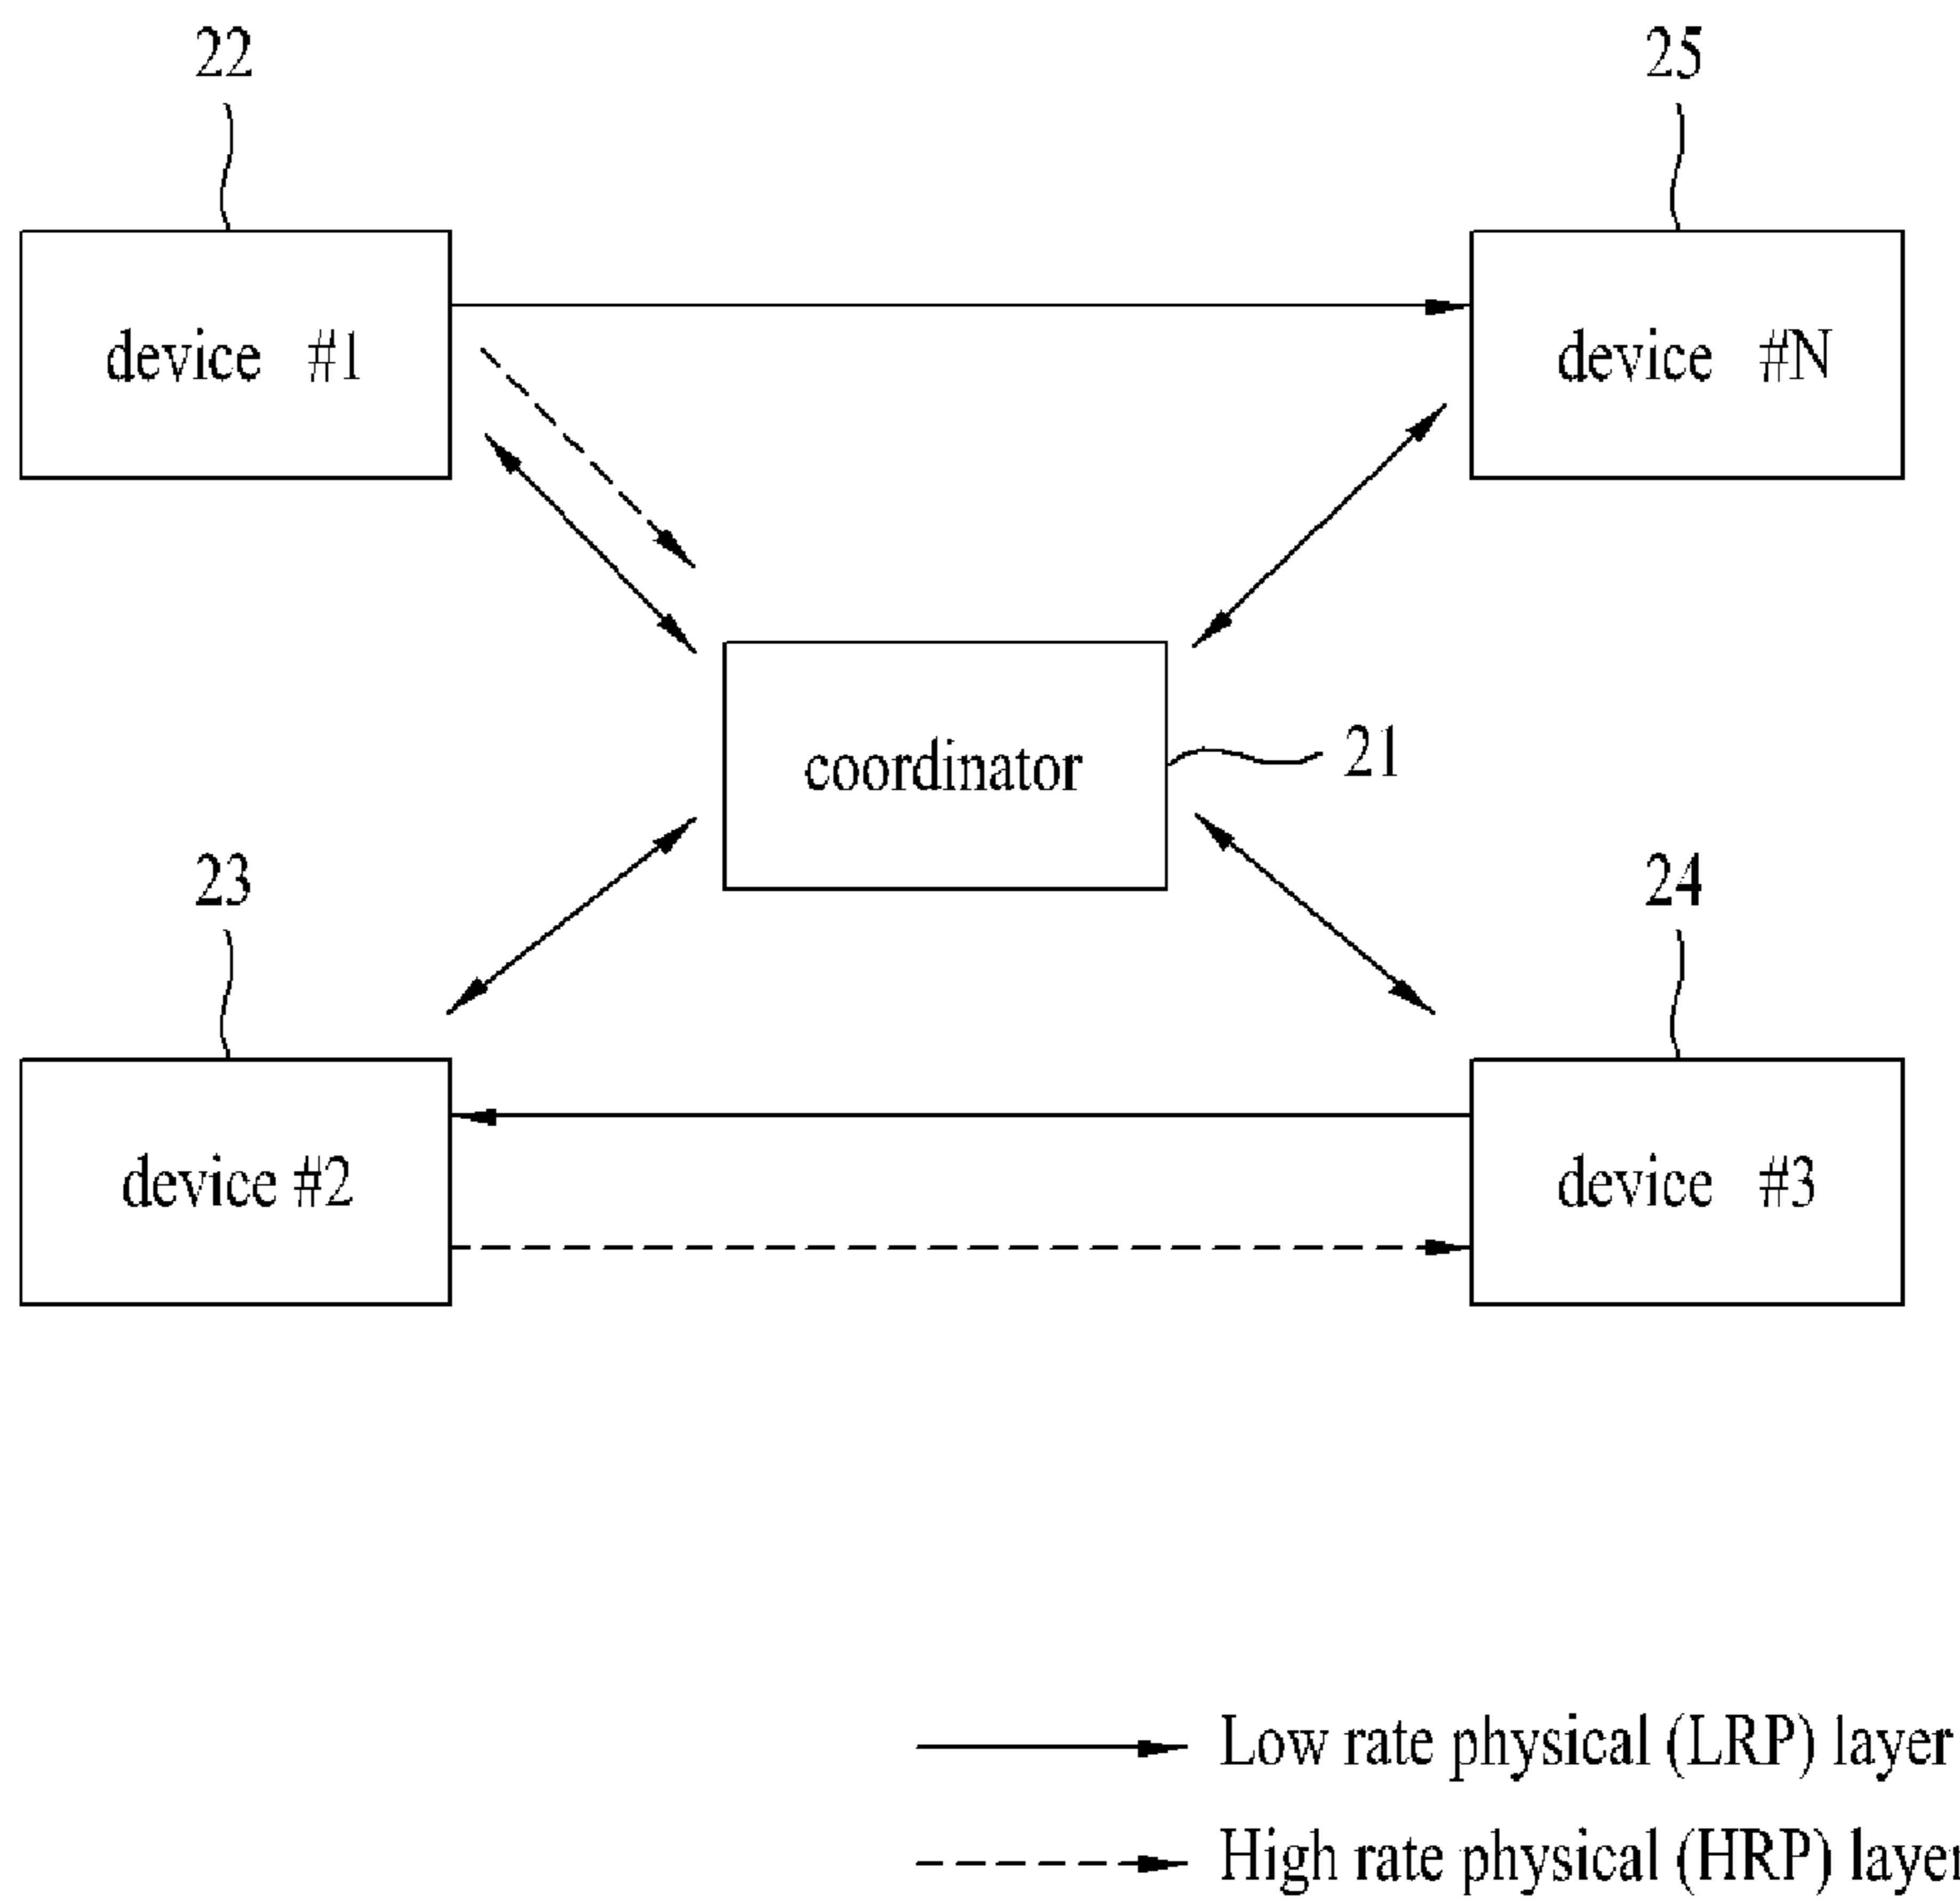 22
25
device #1
device #N
coordinator
21
23
24
device #2
device #3
Low rate physical (LRP) layer
High rate physical (HRP) layer